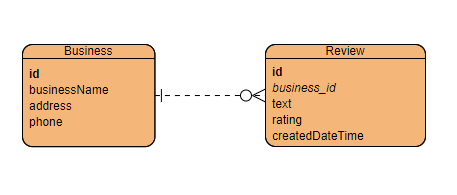 Business
id
businessName
address
phone
Review
id
business_id
text
rating
createdDateTime